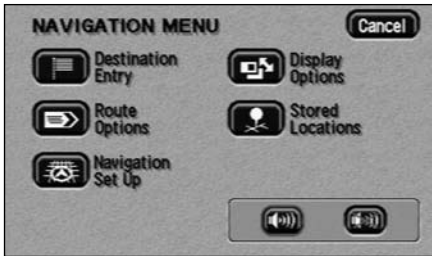 NAVIGATION MENU
Cancel
Destination
Entry
Display
Options
Route
Options
Stored
Locations
Navigation
Set Up